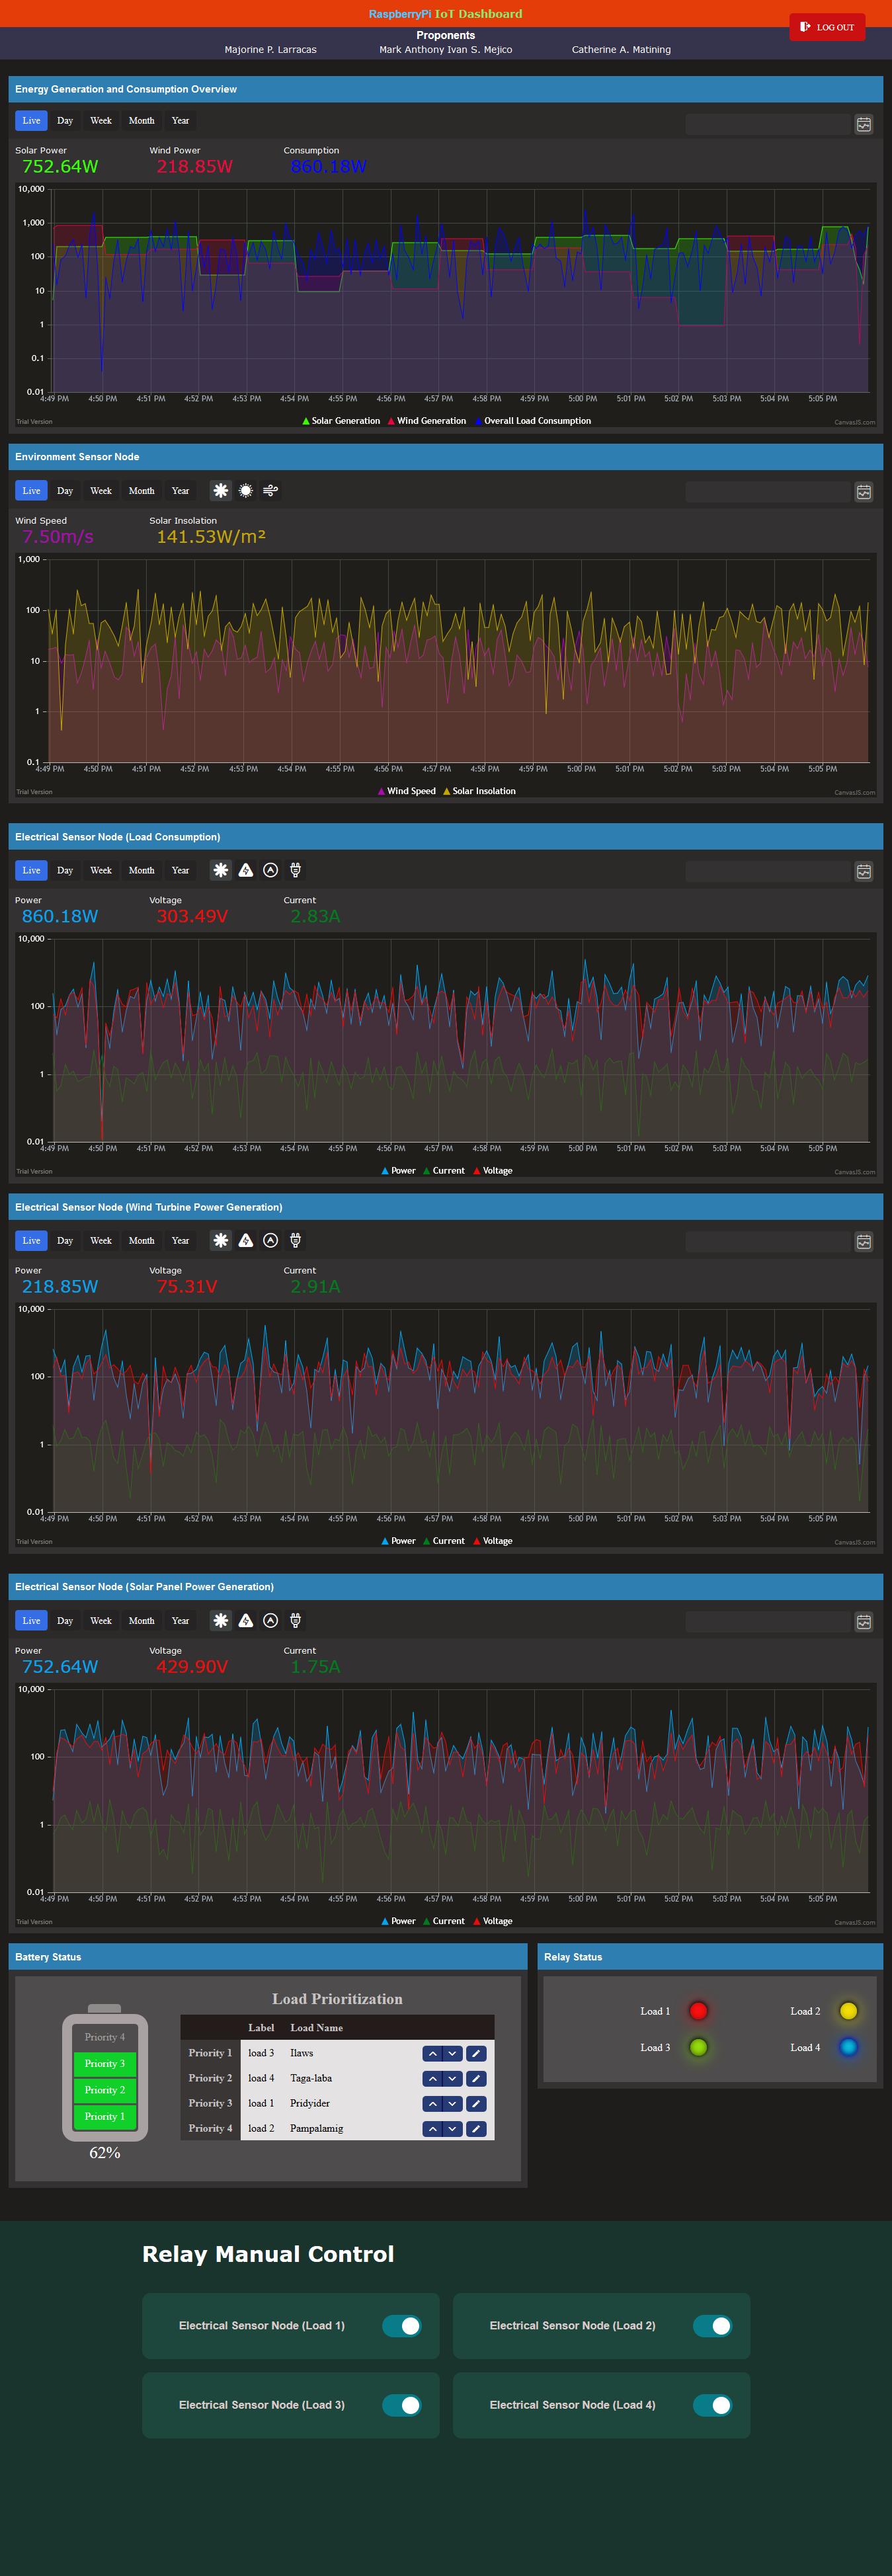 RaspberryPi IoT Dashboard
LOG OUT
Proponents
Majorine P. Larracas Mark Anthony Ivan S. Mejico Catherine A. Matining
Energy Generation and Consumption Overview
Live Day Week Month Year
Solar Power Wind Power Consumption
752.64W 218.85W 860.18W
10,000
1,000
100
10
1
0.1
0.01
4:49 PM 4:50 PM 4:51 PM 4:52 PM 4:53 PM 4:54 PM 4:55 PM 4:56 PM 4:57 PM 4:58 PM 4:59 PM 5:00 PM 5:01 PM 5:02 PM 5:03 PM 5:04 PM 5:05 PM
Solar Generation Wind Generation Overall Load Consumption
Trial Version CanvasJS.com
Environment Sensor Node
Live Day Week Month Year
Wind Speed Solar Insolation
7.50m/s 141.53W/m²
1,000
100
10
1
0.1
4:49 PM 4:50 PM 4:51 PM 4:52 PM 4:53 PM 4:54 PM 4:55 PM 4:56 PM 4:57 PM 4:58 PM 4:59 PM 5:00 PM 5:01 PM 5:02 PM 5:03 PM 5:04 PM 5:05 PM
Wind Speed Solar Insolation
Trial Version CanvasJS.com
Electrical Sensor Node (Load Consumption)
Live Day Week Month Year
Power Voltage Current
860.18W 303.49V 2.83A
10,000
100
1
0.01
4:49 PM 4:50 PM 4:51 PM 4:52 PM 4:53 PM 4:54 PM 4:55 PM 4:56 PM 4:57 PM 4:58 PM 4:59 PM 5:00 PM 5:01 PM 5:02 PM 5:03 PM 5:04 PM 5:05 PM
Power Current Voltage
Trial Version CanvasJS.com
Electrical Sensor Node (Wind Turbine Power Generation)
Live Day Week Month Year
Power Voltage Current
218.85W 75.31V 2.91A
10,000
100
1
0.01
4:49 PM 4:50 PM 4:51 PM 4:52 PM 4:53 PM 4:54 PM 4:55 PM 4:56 PM 4:57 PM 4:58 PM 4:59 PM 5:00 PM 5:01 PM 5:02 PM 5:03 PM 5:04 PM 5:05 PM
Power Current Voltage
Trial Version CanvasJS.com
Electrical Sensor Node (Solar Panel Power Generation)
Live Day Week Month Year
Power Voltage Current
752.64W 429.90V 1.75A
10,000
100
1
0.01
4:49 PM 4:50 PM 4:51 PM 4:52 PM 4:53 PM 4:54 PM 4:55 PM 4:56 PM 4:57 PM 4:58 PM 4:59 PM 5:00 PM 5:01 PM 5:02 PM 5:03 PM 5:04 PM 5:05 PM
Power Current Voltage
Trial Version CanvasJS.com
Battery Status
Priority 4
Priority 3
Priority 2
Priority 1
62%
Load Prioritization
Label Load Name
Priority 1 load 3 Ilaws
Priority 2 load 4 Taga-laba
Priority 3 load 1 Pridyider
Priority 4 load 2 Pampalamig
Relay Status
Load 1 Load 2
Load 3 Load 4
Relay Manual Control
Electrical Sensor Node (Load 1) Electrical Sensor Node (Load 2)
Electrical Sensor Node (Load 3) Electrical Sensor Node (Load 4)